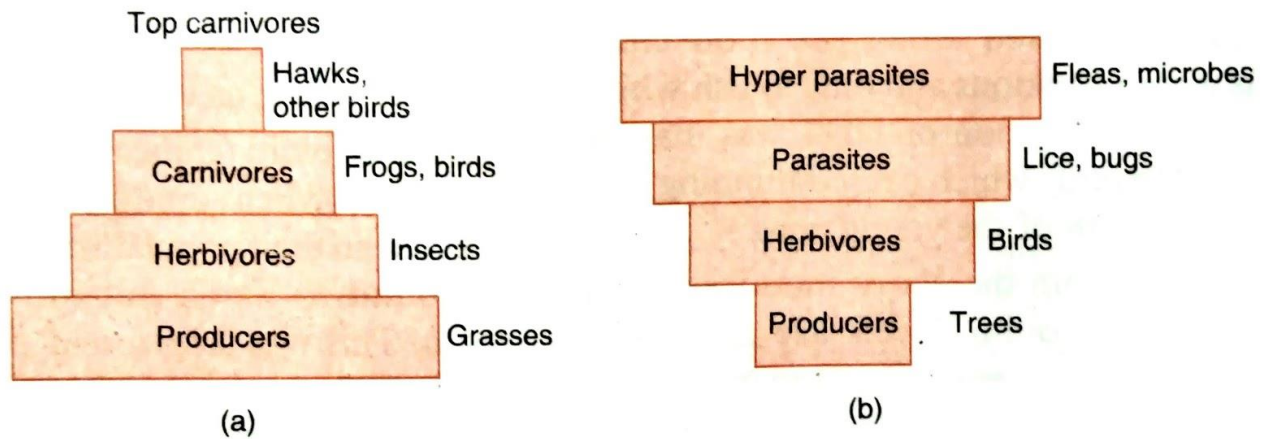 Top carnivores
Hawks,
other birds
Carnivores
Frogs, birds
Herbivores
Insects
Producers
Grasses
(a)
Hyper parasites
Fleas, microbes
Parasites
Lice, bugs
Herbivores
Birds
Producers
Trees
(b)